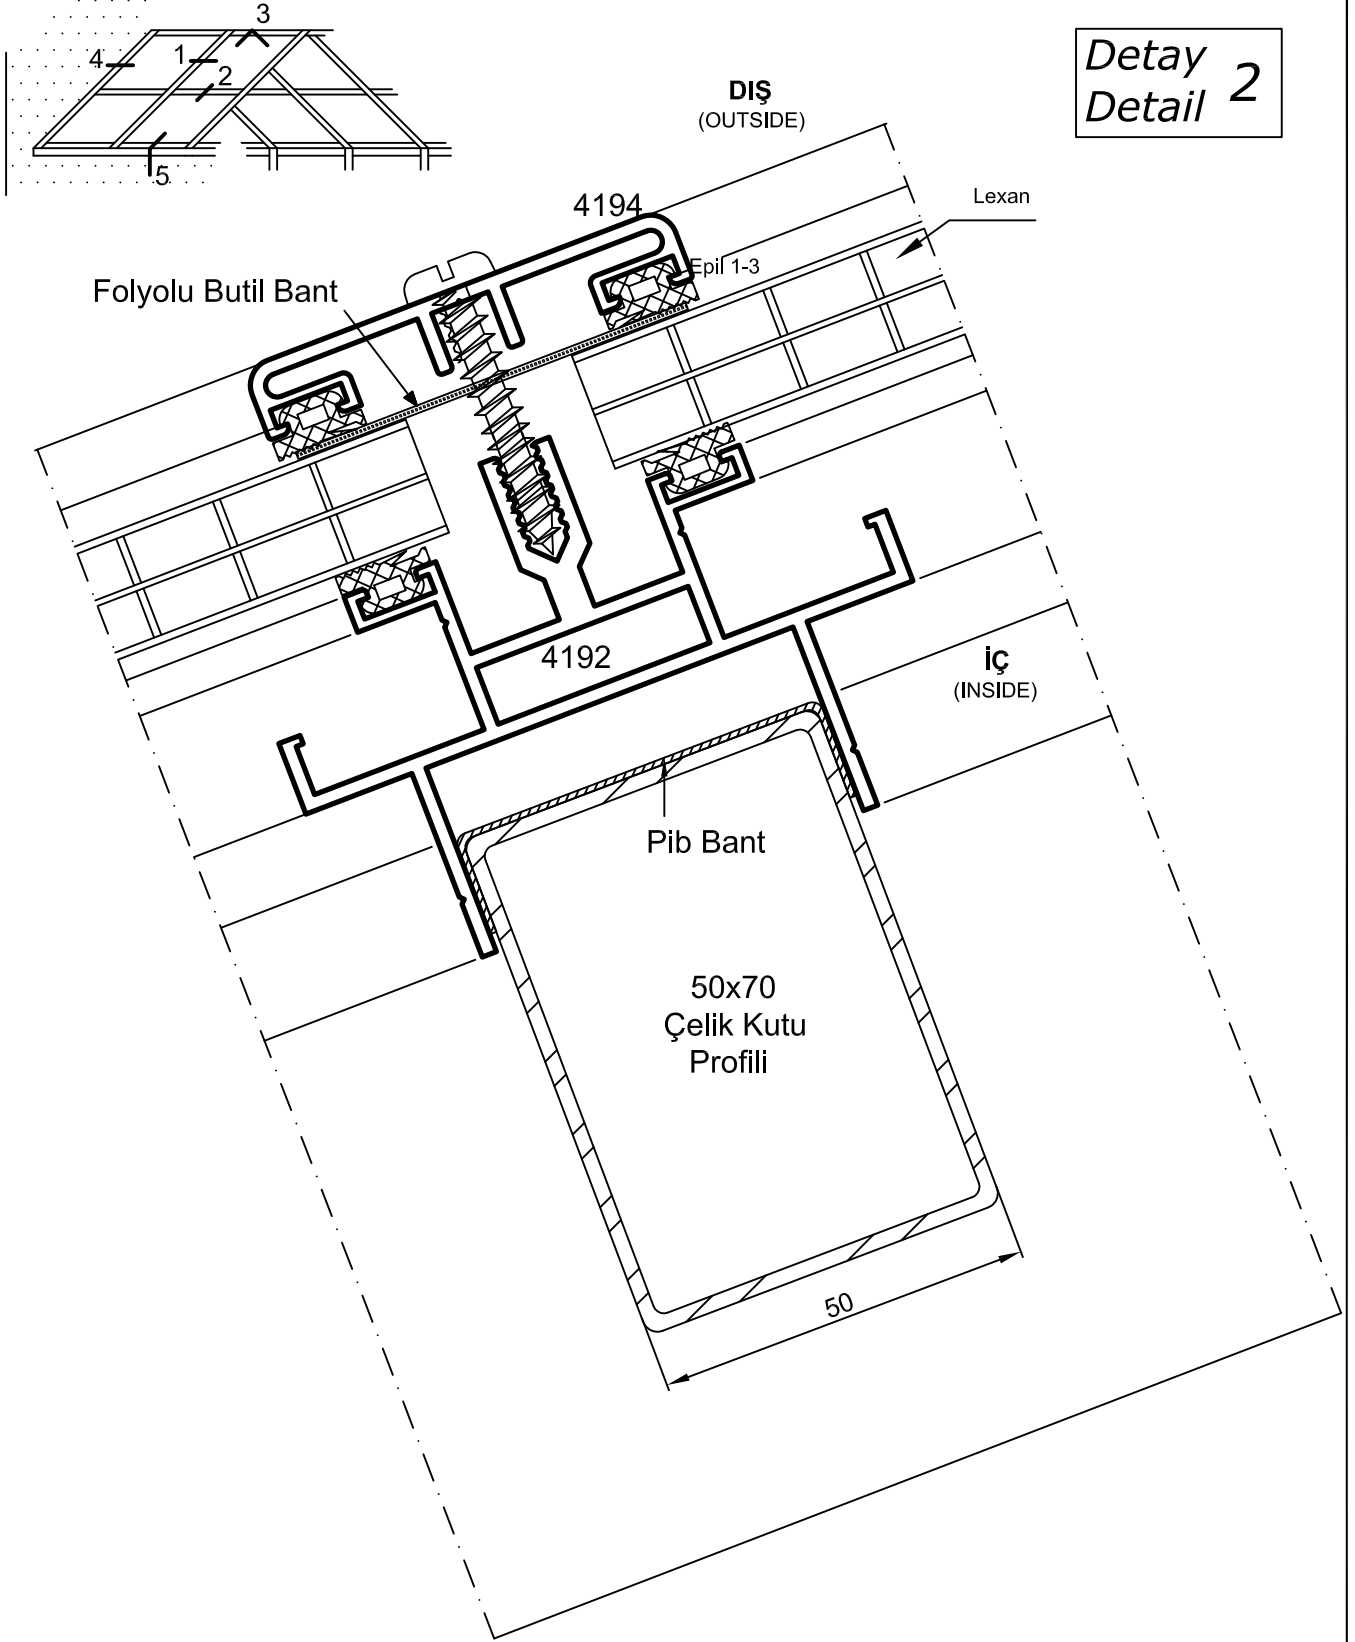 3
4
1
2
5
Detay
Detail 2
DIŞ
(OUTSIDE)
Lexan
4194
Epil 1-3
Folyolu Butil Bant
4192
İÇ
(INSIDE)
Pib Bant
50x70
Çelik Kutu
Profili
50